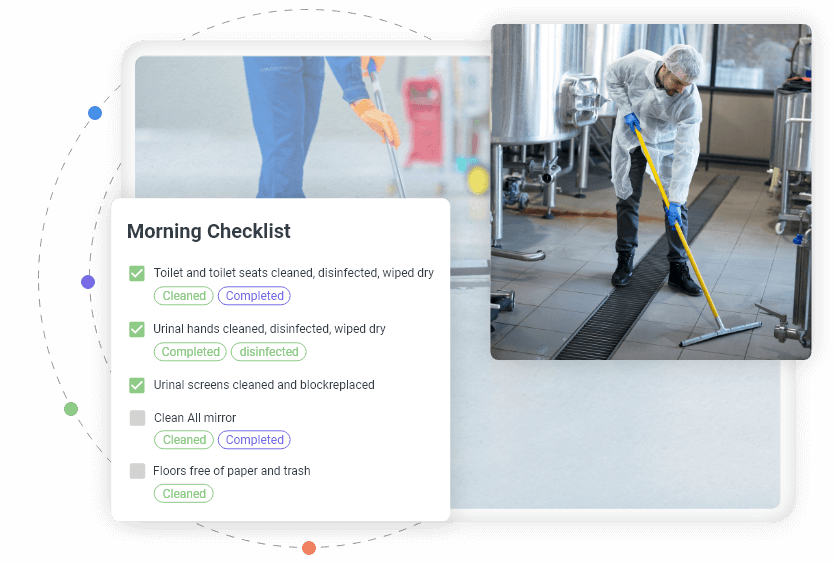 Morning Checklist
Toilet and toilet seats cleaned, disinfected, wiped dry
Cleaned Completed
Urinal hands cleaned, disinfected, wiped dry
Completed disinfected
Urinal screens cleaned and blockreplaced
Clean All mirror
Cleaned Completed
Floors free of paper and trash
Cleaned